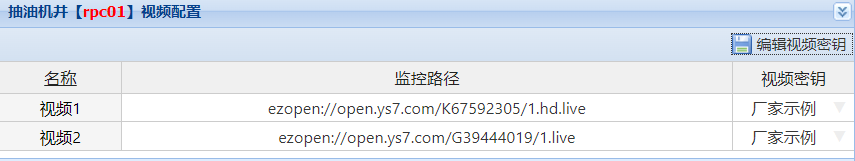 抽油机井【rpc01】视频配置
编辑视频密钥
名称 监控路径 视频密钥
视频1 ezopen://open.ys7.com/K67592305/1.hd.live 厂家示例
视频2 ezopen://open.ys7.com/G39444019/1.live 厂家示例